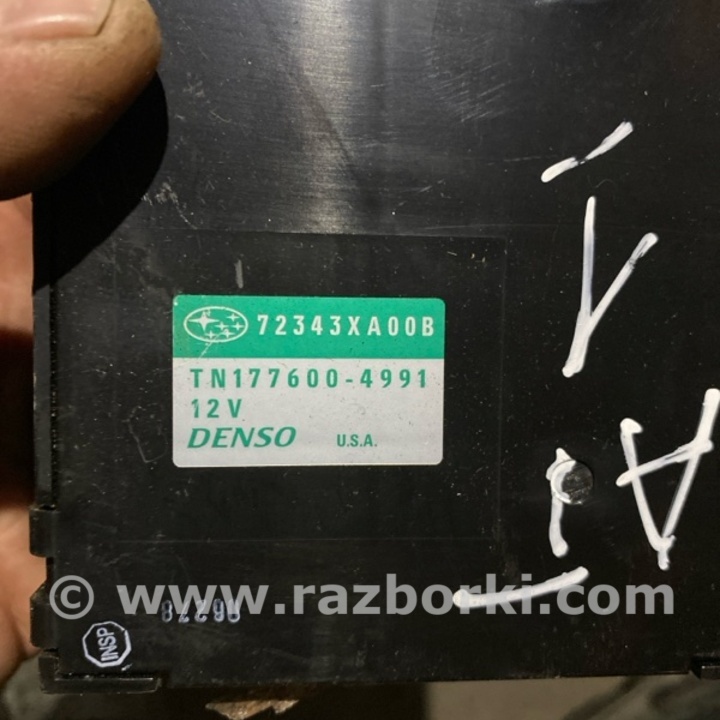 72343XA00B
TN177600-4991
12V
DENSO U.S.A.
© www.razborki.com
INSP